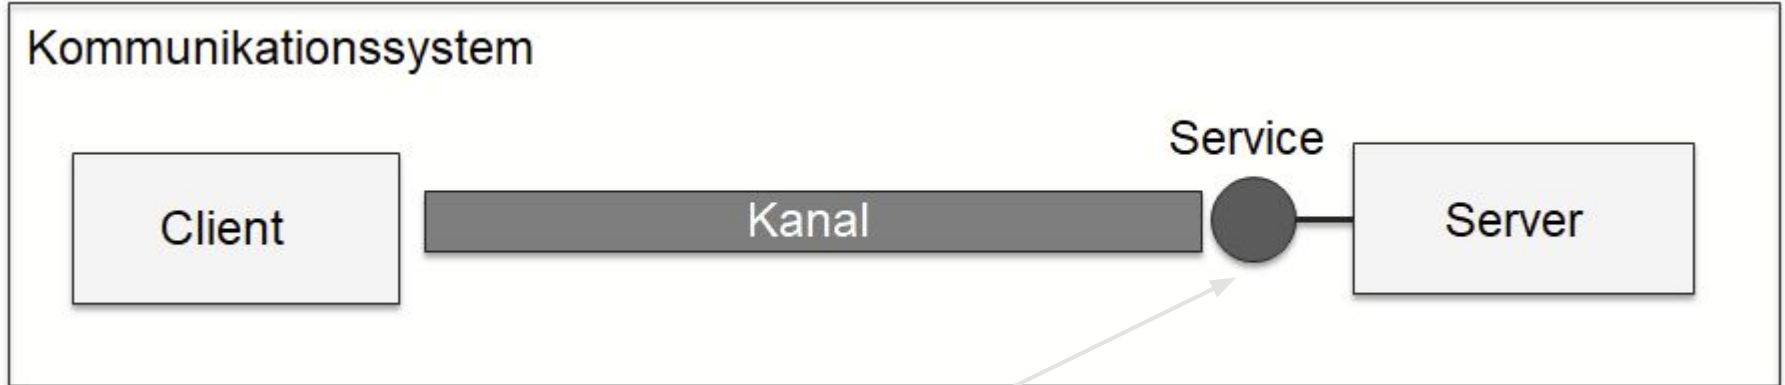 Kommunikationssystem
Service
Client
Kanal
Server